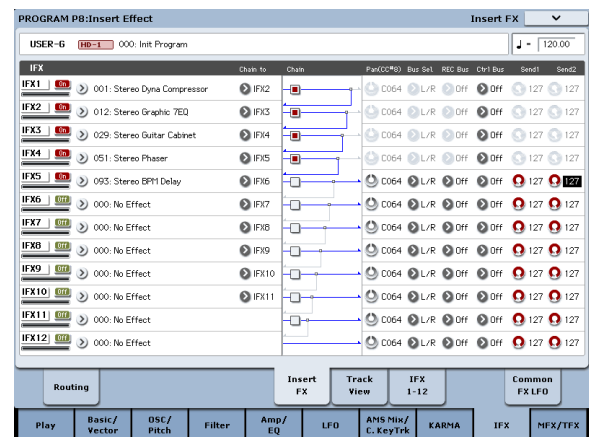 PROGRAM P8:Insert Effect Insert FX
USER-G HD-1 000: Init Program ♩ = 120.00
IFX Chain to Chain Pan(CC#8) Bus Sel. REC Bus Ctrl Bus Send1 Send2
IFX1 On 001: Stereo Dyna Compressor IFX2 C064 L/R Off Off 127 127
IFX2 On 012: Stereo Graphic 7EQ IFX3 C064 L/R Off Off 127 127
IFX3 On 029: Stereo Guitar Cabinet IFX4 C064 L/R Off Off 127 127
IFX4 On 051: Stereo Phaser IFX5 C064 L/R Off Off 127 127
IFX5 On 093: Stereo BPM Delay IFX6 C064 L/R Off Off 127 127
IFX6 Off 000: No Effect IFX7 C064 L/R Off Off 127 127
IFX7 Off 000: No Effect IFX8 C064 L/R Off Off 127 127
IFX8 Off 000: No Effect IFX9 C064 L/R Off Off 127 127
IFX9 Off 000: No Effect IFX10 C064 L/R Off Off 127 127
IFX10 Off 000: No Effect IFX11 C064 L/R Off Off 127 127
IFX11 Off 000: No Effect C064 L/R Off Off 127 127
IFX12 Off 000: No Effect C064 L/R Off Off 127 127
Routing Insert FX Track View IFX 1-12 Common FX LFO
Play Basic/ Vector OSC/ Pitch Filter Amp/ EQ LFO AMS Mix/ C. KeyTrk KARMA IFX MFX/TFX